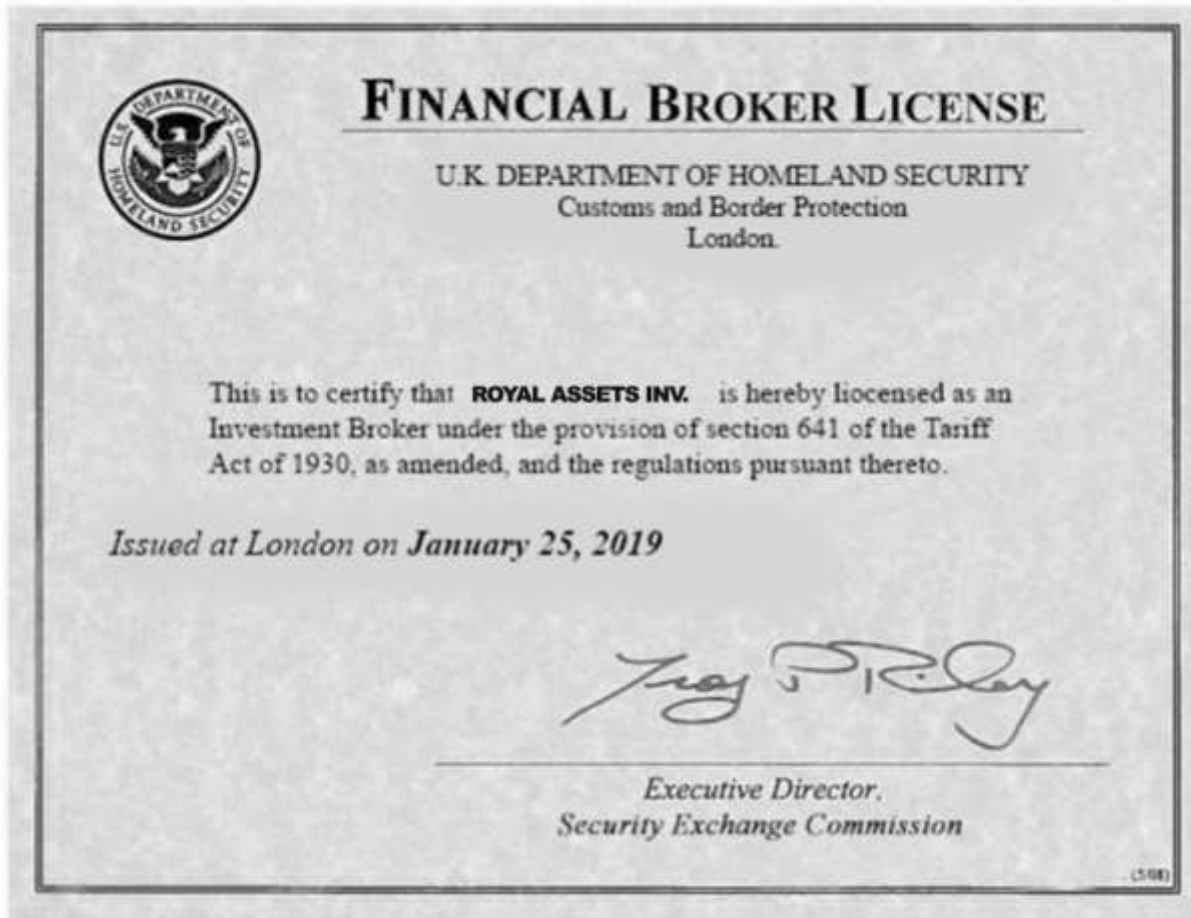 U.S. DEPARTMENT OF HOMELAND SECURITY
FINANCIAL BROKER LICENSE
U.K. DEPARTMENT OF HOMELAND SECURITY
Customs and Border Protection
London.
This is to certify that ROYAL ASSETS INV. is hereby liocensed as an
Investment Broker under the provision of section 641 of the Tariff
Act of 1930, as amended, and the regulations pursuant thereto.
Issued at London on January 25, 2019
Troy P Riley
Executive Director.
Security Exchange Commission